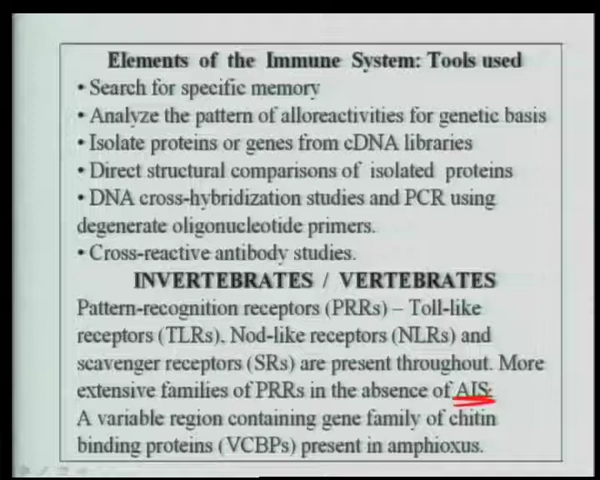 Elements of the Immune System: Tools used
• Search for specific memory
• Analyze the pattern of alloreactivities for genetic basis
• Isolate proteins or genes from cDNA libraries
• Direct structural comparisons of isolated proteins
• DNA cross-hybridization studies and PCR using
degenerate oligonucleotide primers.
• Cross-reactive antibody studies.
INVERTEBRATES / VERTEBRATES
Pattern-recognition receptors (PRRs) – Toll-like
receptors (TLRs), Nod-like receptors (NLRs) and
scavenger receptors (SRs) are present throughout. More
extensive families of PRRs in the absence of AIS:
A variable region containing gene family of chitin
binding proteins (VCBPs) present in amphioxus.